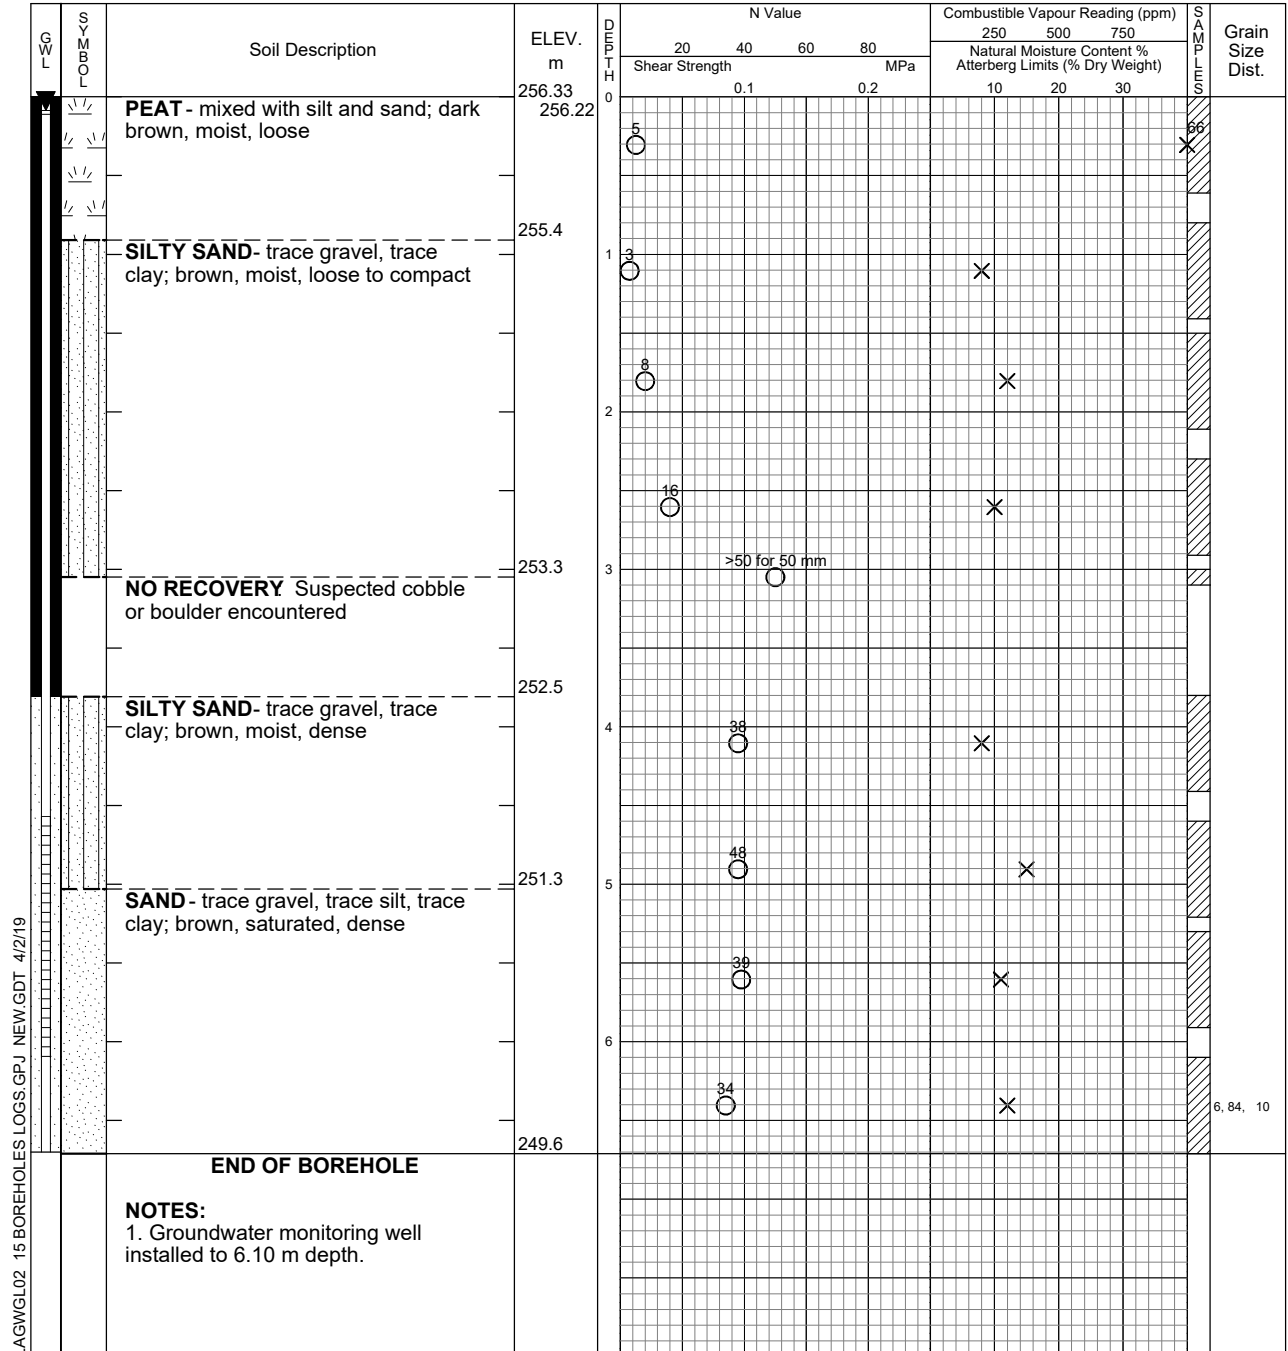 GWL
SYMBOL
Soil Description
ELEV.
m
DEPTH
N Value
20 40 60 80
Shear Strength MPa
0.1 0.2
Combustible Vapour Reading (ppm)
250 500 750
Natural Moisture Content %
Atterberg Limits (% Dry Weight)
10 20 30
SAMPLES
Grain
Size
Dist.
256.33
0
PEAT - mixed with silt and sand; dark
256.22
brown, moist, loose
5
66
255.4
SILTY SAND- trace gravel, trace
1
clay; brown, moist, loose to compact
3
8
2
16
>50 for 50 mm
253.3
3
NO RECOVERY. Suspected cobble
or boulder encountered
252.5
SILTY SAND- trace gravel, trace
clay; brown, moist, dense
4
38
48
251.3
5
SAND - trace gravel, trace silt, trace
clay; brown, saturated, dense
39
6
34
6, 84, 10
249.6
END OF BOREHOLE
NOTES:
1. Groundwater monitoring well
installed to 6.10 m depth.
AGWGL02 15 BOREHOLES LOGS.GPJ NEW.GDT 4/2/19